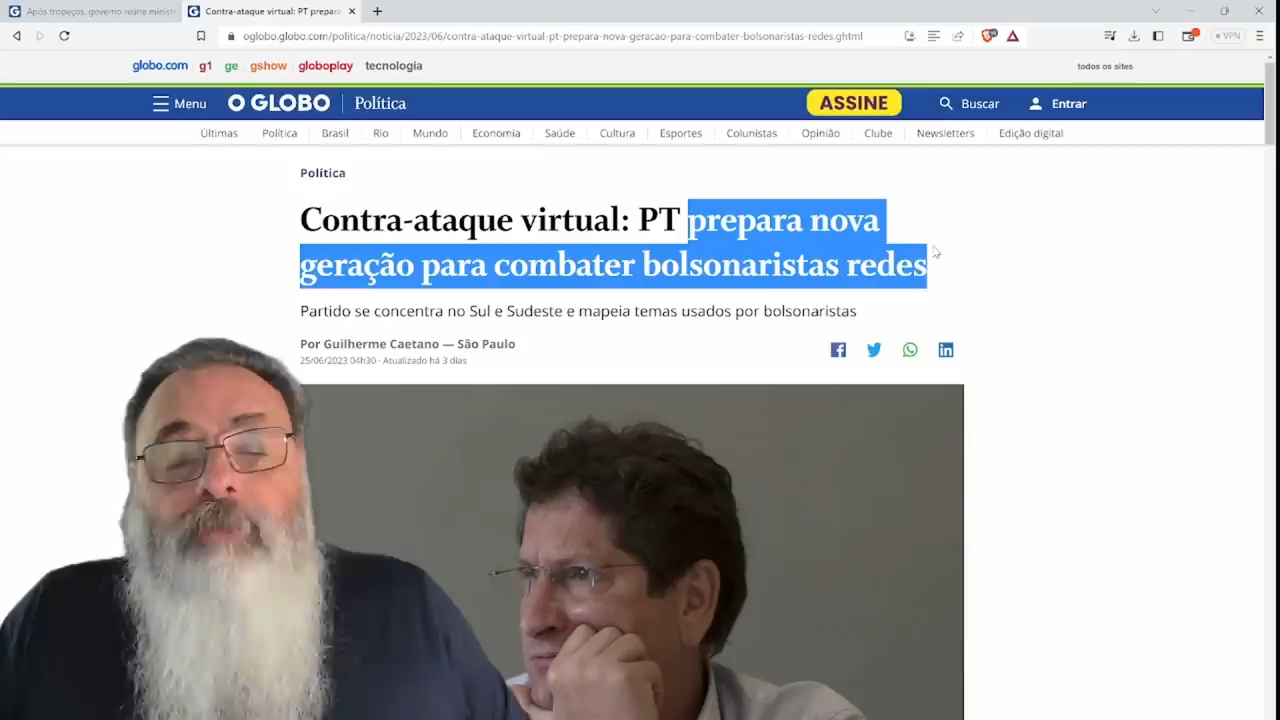 Após tropeços, governo reúne minist
Contra-ataque virtual: PT prepara
oglobo.globo.com/politica/noticia/2023/06/contra-ataque-virtual-pt-prepara-nova-geracao-para-combater-bolsonaristas-redes.ghtml
VPN
globo.com g1 ge gshow globoplay tecnologia
todos os sites
Menu O GLOBO Política
ASSINE Buscar Entrar
Últimas Política Brasil Rio Mundo Economia Saúde Cultura Esportes Colunistas Opinião Clube Newsletters Edição digital
Política
Contra-ataque virtual: PT prepara nova
geração para combater bolsonaristas redes
Partido se concentra no Sul e Sudeste e mapeia temas usados por bolsonaristas
Por Guilherme Caetano — São Paulo
25/06/2023 04h30 · Atualizado há 3 dias